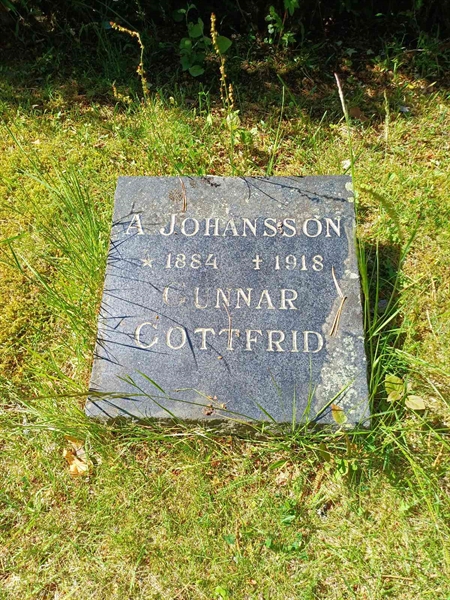 A JOHANSSON
* 1884 † 1918
GUNNAR
GOTTFRID